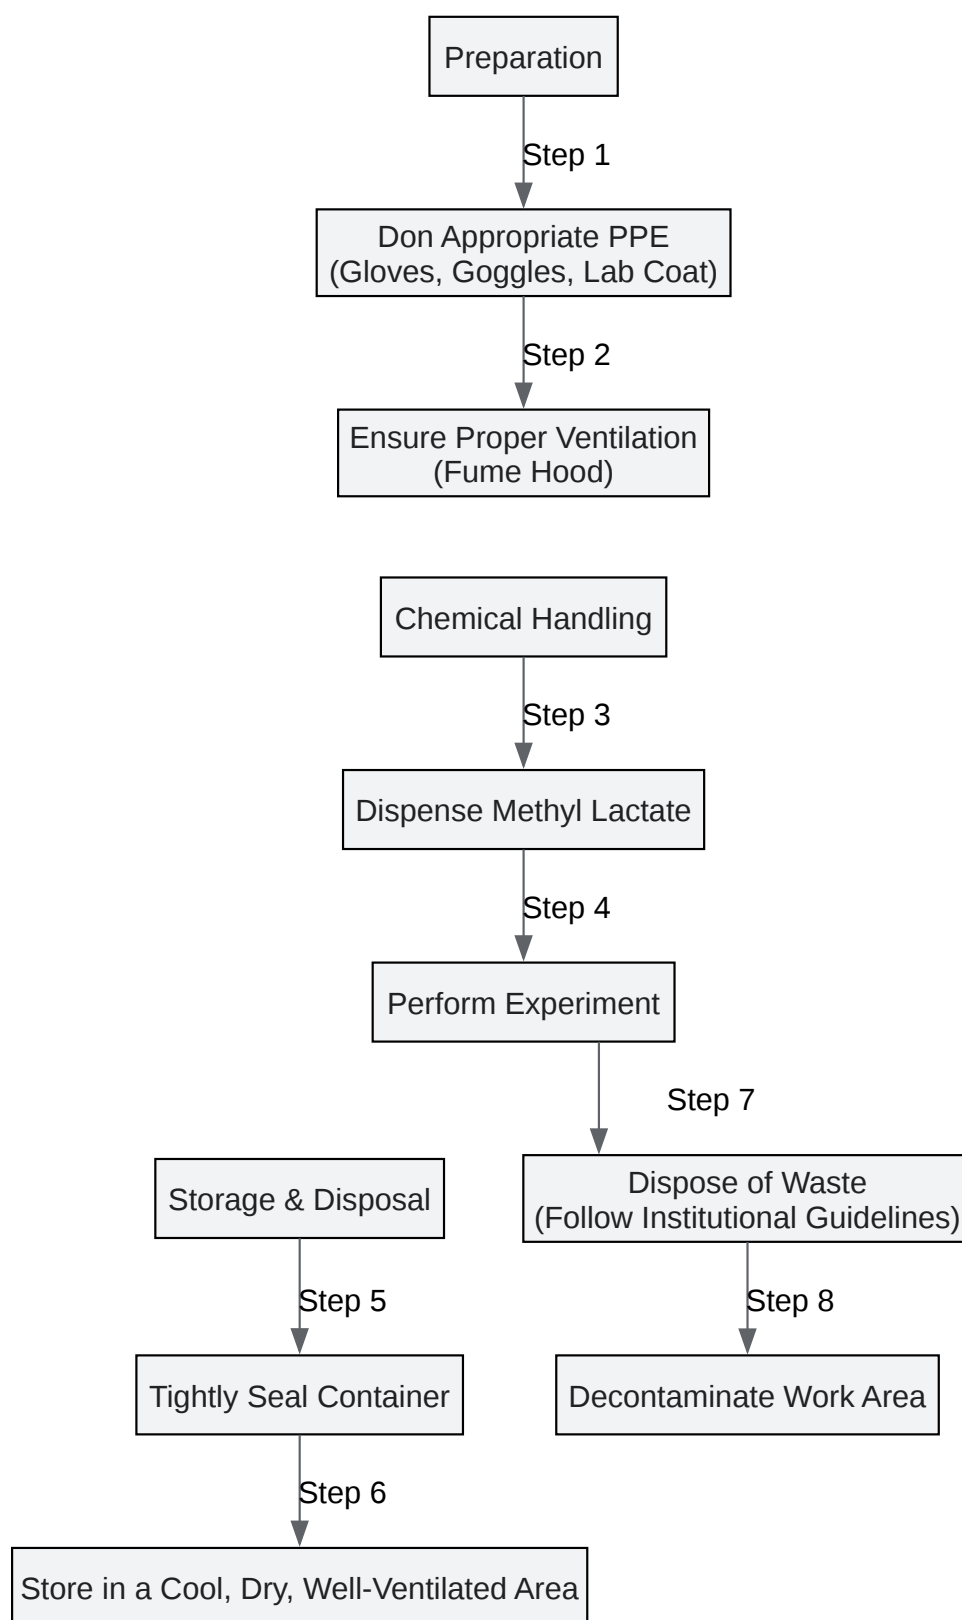 Preparation
Step 1
Don Appropriate PPE
(Gloves, Goggles, Lab Coat)
Step 2
Ensure Proper Ventilation
(Fume Hood)
Chemical Handling
Step 3
Dispense Methyl Lactate
Step 4
Perform Experiment
Step 7
Storage & Disposal
Dispose of Waste
(Follow Institutional Guidelines)
Step 5
Step 8
Tightly Seal Container
Decontaminate Work Area
Step 6
Store in a Cool, Dry, Well-Ventilated Area